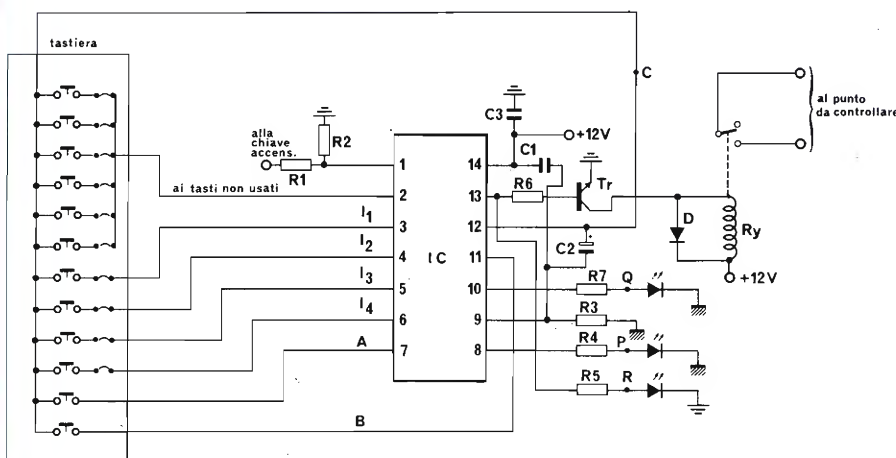 tastiera
C
al punto
da controllare
C3
+12V
alla
chiave
accens.
R2
R1
C1
1
14
R6
Tr
ai tasti non usati
2
13
D
Ry
I1
3
12
C2
+
I2
4
IC
11
+12V
I3
5
10
R7
Q
I4
6
9
R3
A
7
8
R4
P
R5
R
B